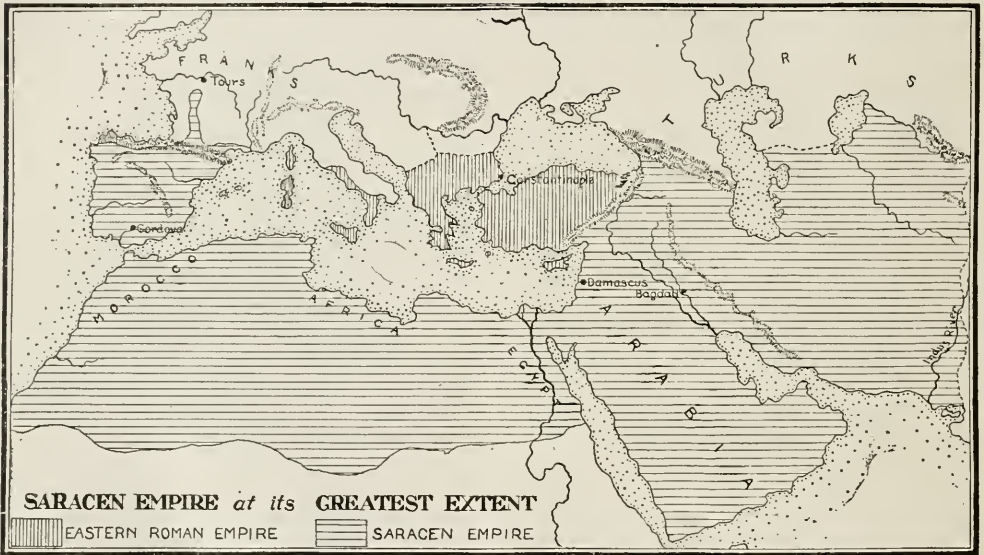 FRANKS
Tours
TURKS
Constantinople
Cordova
MOROCCO
AFRICA
Damascus
Bagdad
ARABIA
EGYPT
Indus River
SARACEN EMPIRE at its GREATEST EXTENT
EASTERN ROMAN EMPIRE
SARACEN EMPIRE